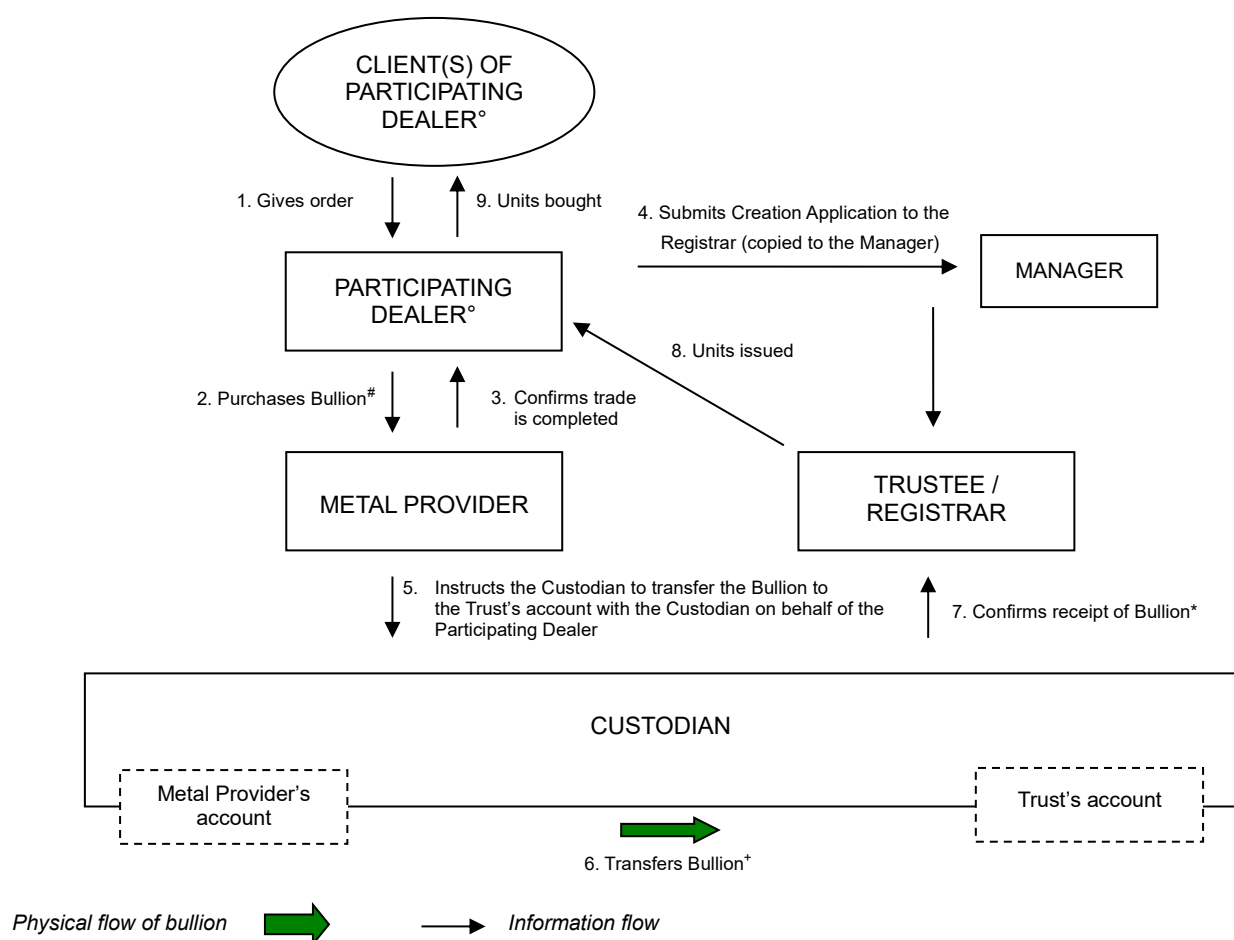 CLIENT(S) OF
PARTICIPATING
DEALER°
1. Gives order
9. Units bought
4. Submits Creation Application to the
Registrar (copied to the Manager)
MANAGER
PARTICIPATING
DEALER°
8. Units issued
2. Purchases Bullion#
3. Confirms trade
is completed
METAL PROVIDER
TRUSTEE /
REGISTRAR
5. Instructs the Custodian to transfer the Bullion to
the Trust's account with the Custodian on behalf of the
Participating Dealer
7. Confirms receipt of Bullion*
CUSTODIAN
Metal Provider's
account
Trust's account
6. Transfers Bullion+
Physical flow of bullion
Information flow